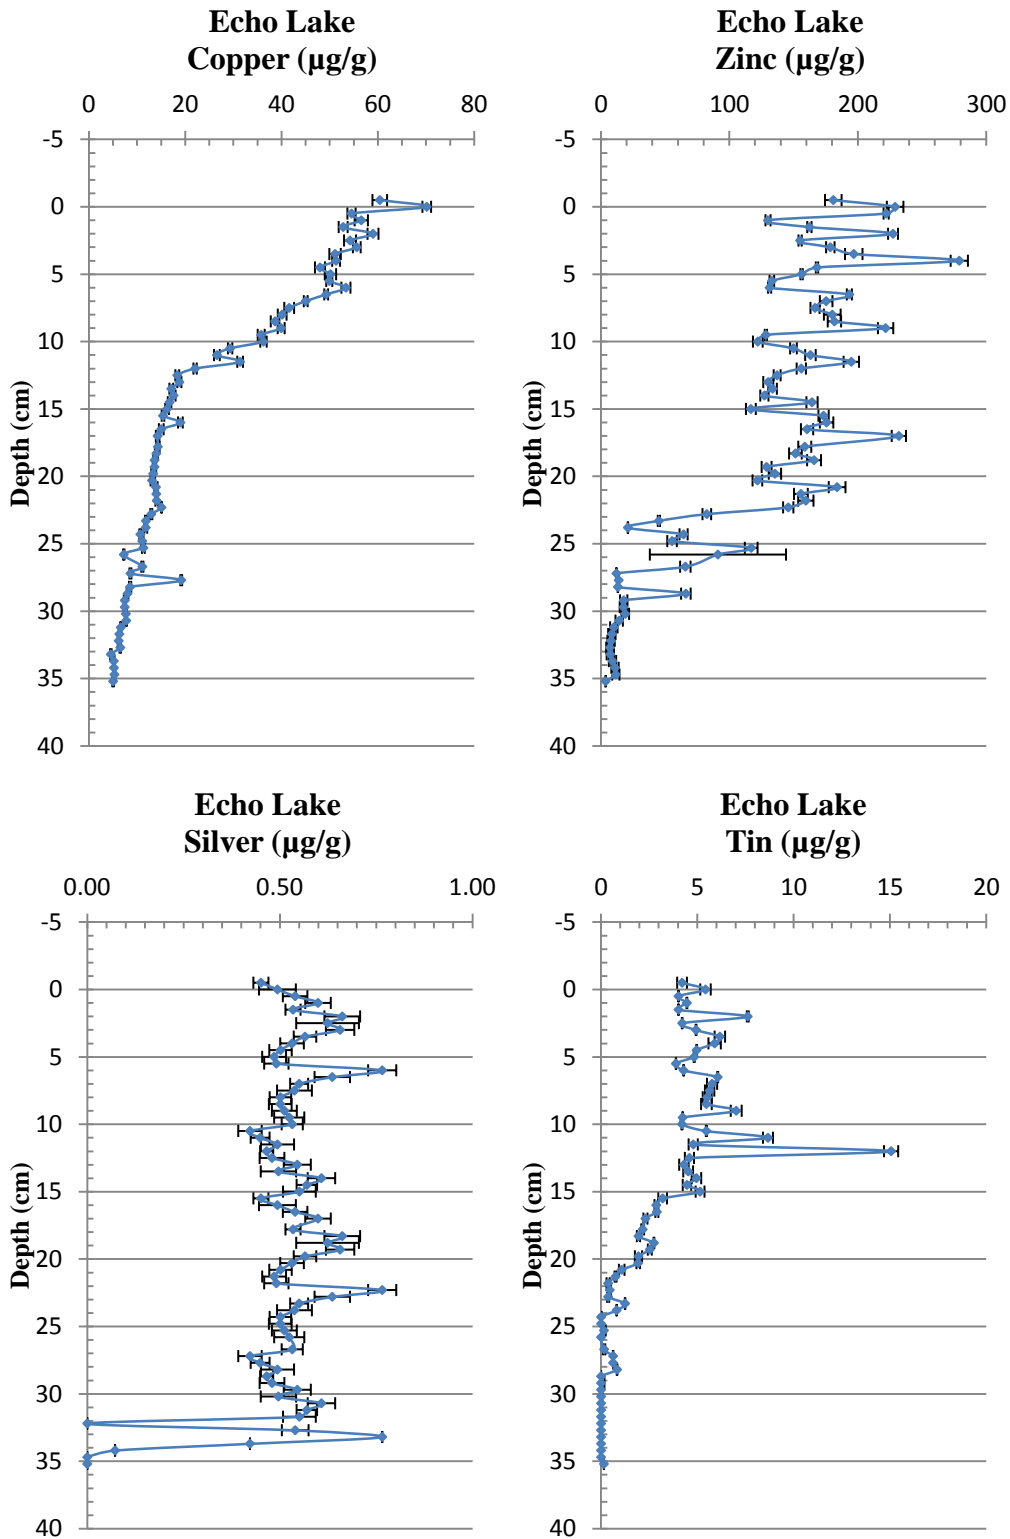 Echo Lake
Copper (µg/g)
0 20 40 60 80
-5
0
5
10
15
20
25
30
35
40
Depth (cm)
Echo Lake
Zinc (µg/g)
0 100 200 300
-5
0
5
10
15
20
25
30
35
40
Depth (cm)
Echo Lake
Silver (µg/g)
0.00 0.50 1.00
-5
0
5
10
15
20
25
30
35
40
Depth (cm)
Echo Lake
Tin (µg/g)
0 5 10 15 20
-5
0
5
10
15
20
25
30
35
40
Depth (cm)